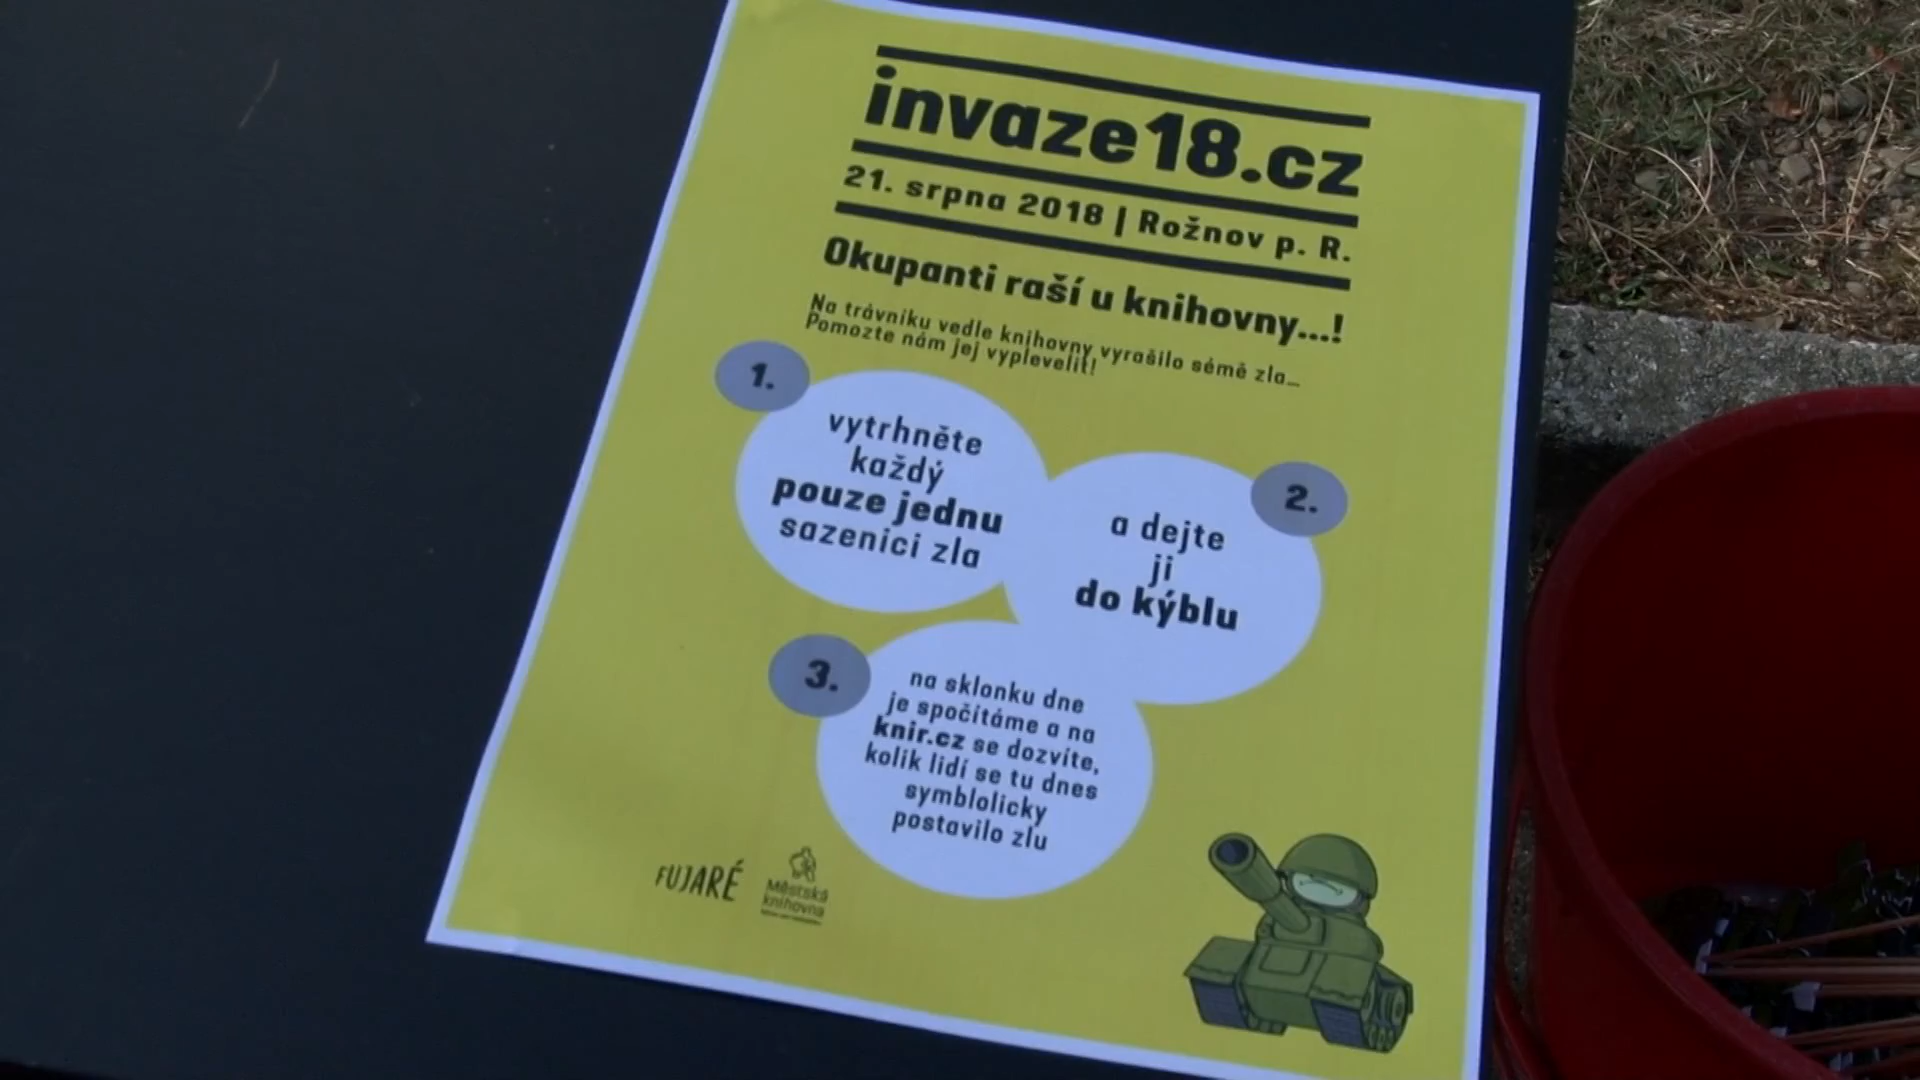 invaze18.cz
21. srpna 2018 | Rožnov p. R.
Okupanti raší u knihovny...!
Na trávníku vedle knihovny vyrašilo sémě zla...
Pomozte nám jej vyplevelit!
1.
vytrhněte
každý
pouze jednu
sazenici zla
2.
a dejte
ji
do kýblu
3.
na sklonku dne
je spočítáme a na
knir.cz se dozvíte,
kolik lidí se tu dnes
symblolicky
postavilo zlu
FUJARÉ
Městská
knihovna